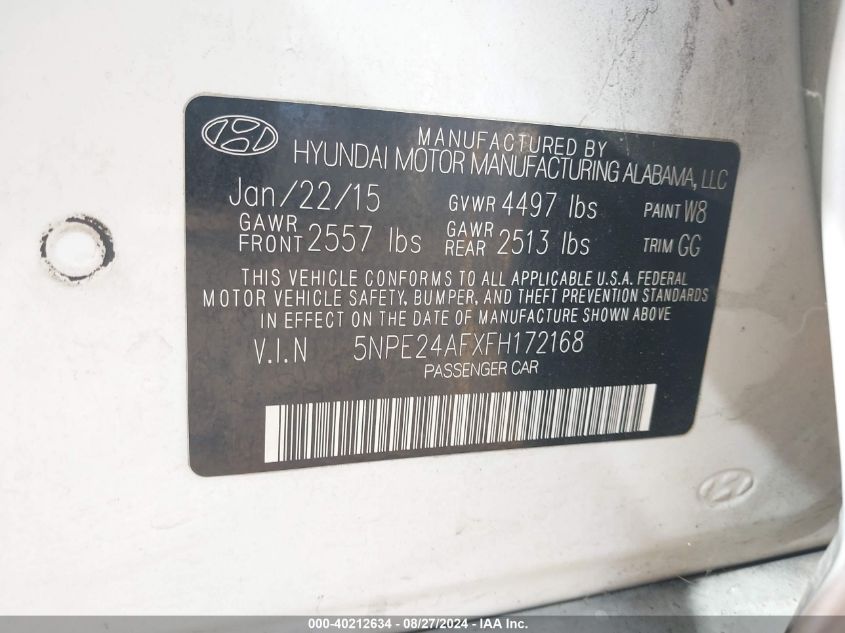 MANUFACTURED BY
HYUNDAI MOTOR MANUFACTURING ALABAMA, LLC
Jan/22/15 GVWR 4497 lbs PAINT W8
GAWR FRONT 2557 lbs GAWR REAR 2513 lbs TRIM GG
THIS VEHICLE CONFORMS TO ALL APPLICABLE U.S.A. FEDERAL
MOTOR VEHICLE SAFETY, BUMPER, AND THEFT PREVENTION STANDARDS
IN EFFECT ON THE DATE OF MANUFACTURE SHOWN ABOVE
V.I.N 5NPE24AFXFH172168
PASSENGER CAR
000-40212634 - 08/27/2024 - IAA Inc.